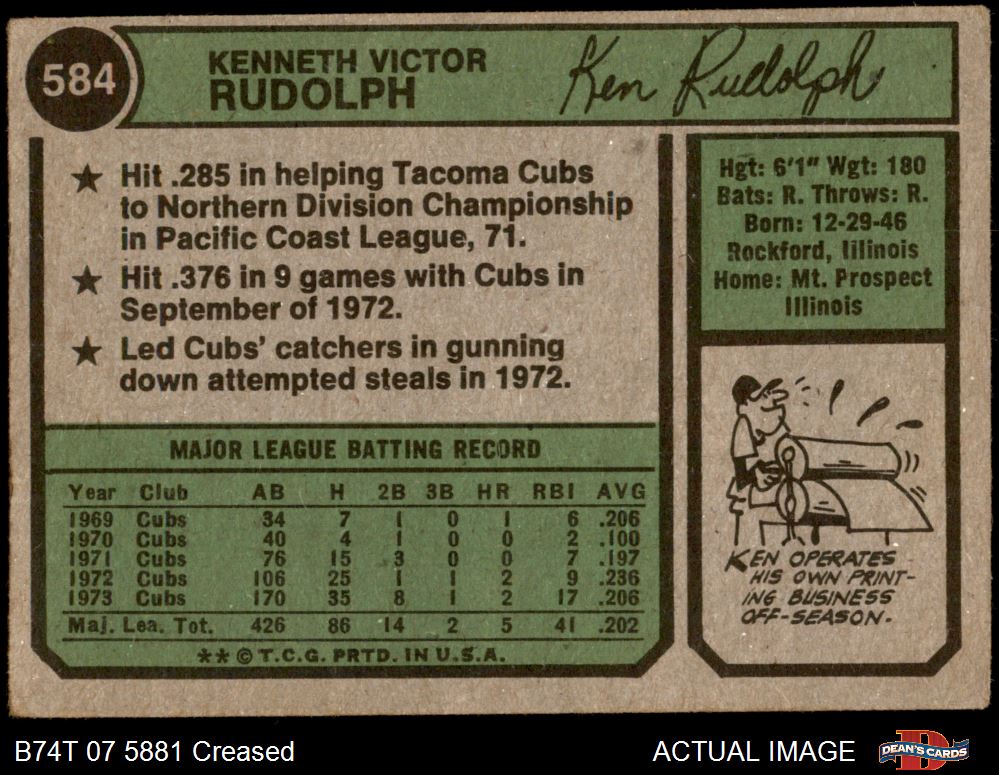 584
KENNETH VICTOR
RUDOLPH
Ken Rudolph
★ Hit .285 in helping Tacoma Cubs
to Northern Division Championship
in Pacific Coast League, 71.
★ Hit .376 in 9 games with Cubs in
September of 1972.
★ Led Cubs' catchers in gunning
down attempted steals in 1972.
Hgt: 6'1" Wgt: 180
Bats: R. Throws: R.
Born: 12-29-46
Rockford, Illinois
Home: Mt. Prospect
Illinois
MAJOR LEAGUE BATTING RECORD
Year Club AB H 2B 3B HR RBI AVG
1969 Cubs 34 7 1 0 1 6 .206
1970 Cubs 40 4 1 0 0 2 .100
1971 Cubs 76 15 3 0 0 7 .197
1972 Cubs 106 25 1 1 2 9 .236
1973 Cubs 170 35 8 1 2 17 .206
Maj. Lea. Tot. 426 86 14 2 5 41 .202
**©T.C.G. PRTD. IN U.S.A.
KEN OPERATES
HIS OWN PRINT-
ING BUSINESS
OFF-SEASON.
B74T 07 5881 Creased
ACTUAL IMAGE
D
DEAN'S CARDS